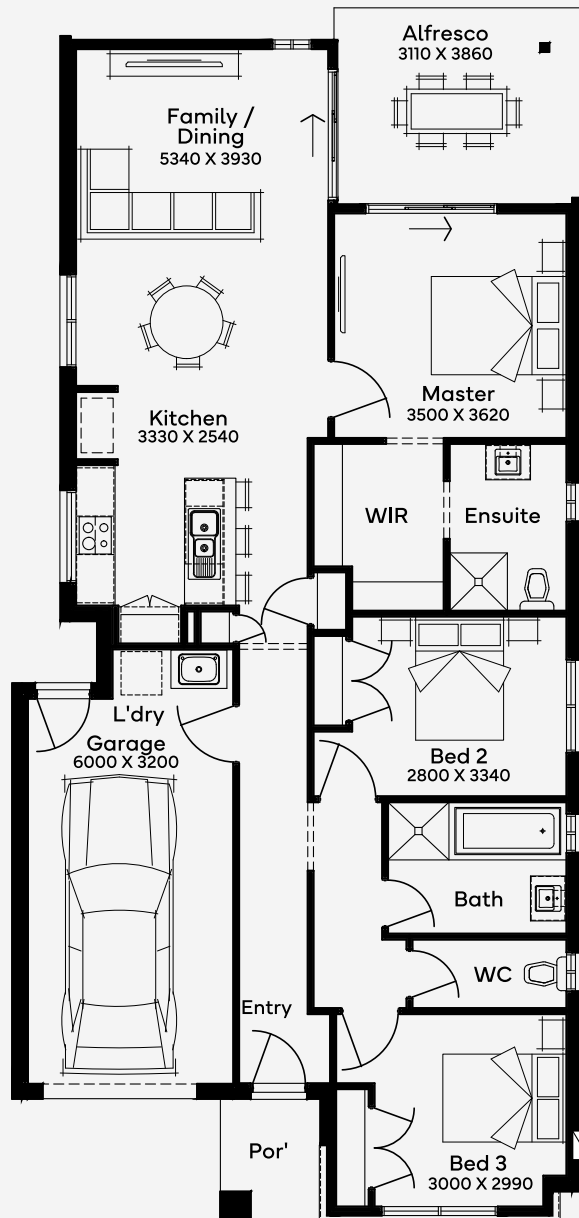 Alfresco
3110 X 3860
Family /
Dining
5340 X 3930
Master
3500 X 3620
Kitchen
3330 X 2540
WIR
Ensuite
L'dry
Garage
6000 X 3200
Bed 2
2800 X 3340
Bath
WC
Entry
Por'
Bed 3
3000 X 2990